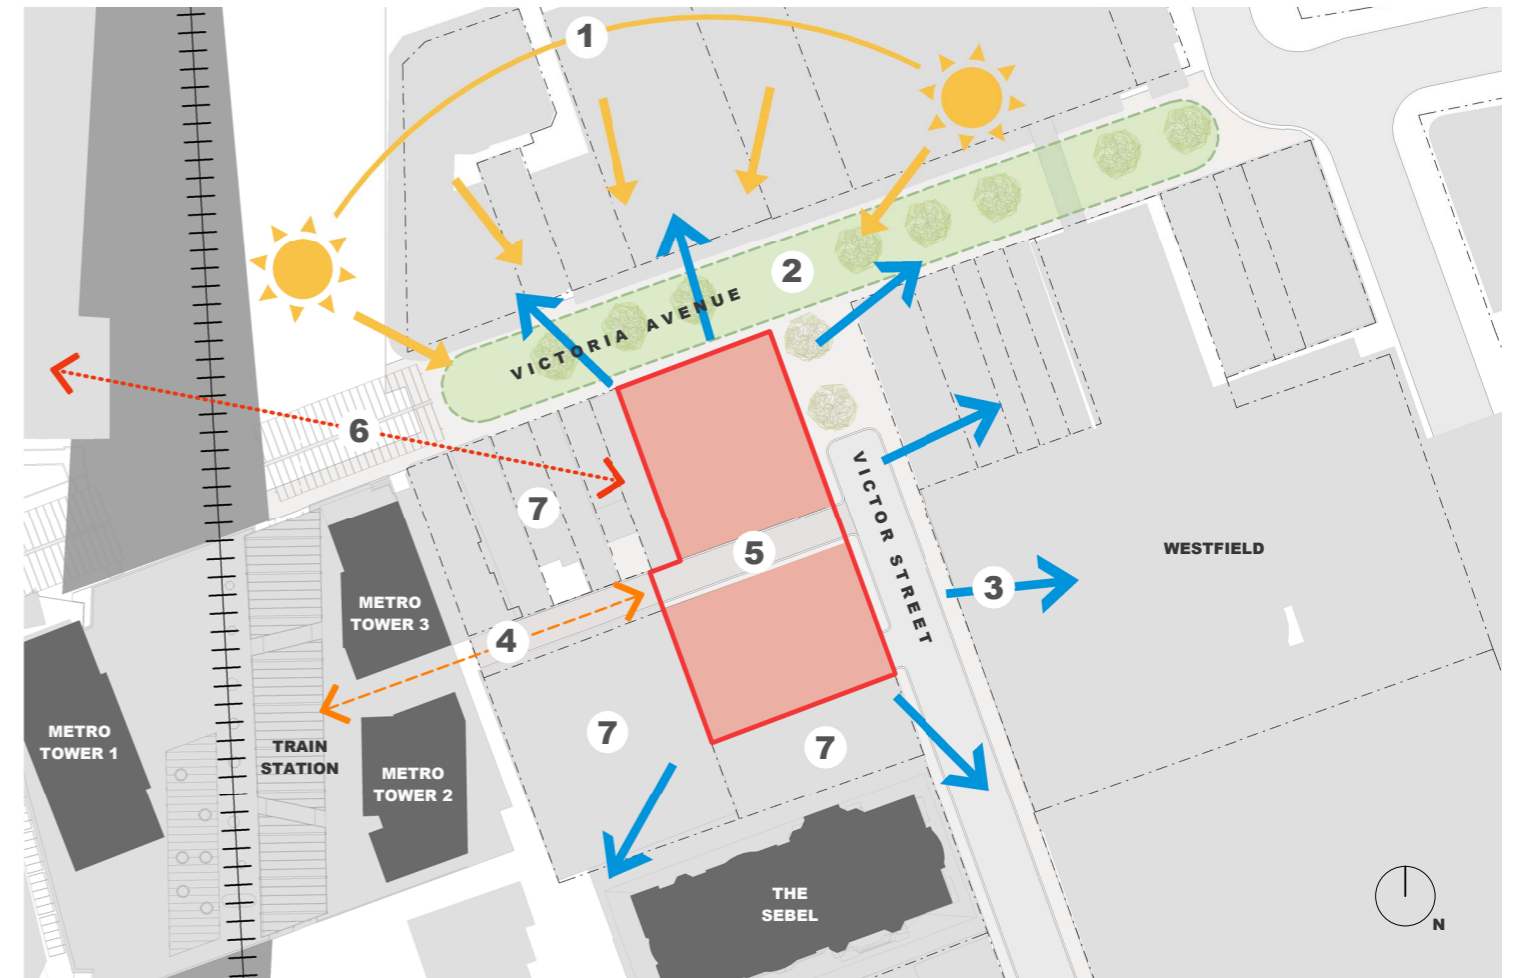 1
2
VICTORIA AVENUE
6
7
VICTOR STREET
5
WESTFIELD
3
METRO
TOWER 3
4
METRO
TOWER 1
TRAIN
STATION
METRO
TOWER 2
7
7
THE
SEBEL
N